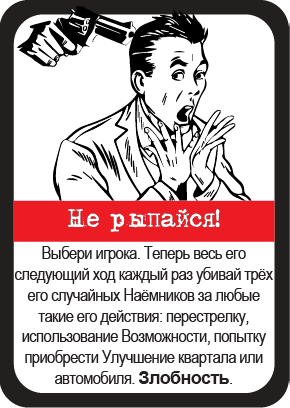 Не рыпайся!
Выбери игрока. Теперь весь его
следующий ход каждый раз убивай трёх
его случайных Наёмников за любые
такие его действия: перестрелку,
использование Возможности, попытку
приобрести Улучшение квартала или
автомобиля. Злобность.